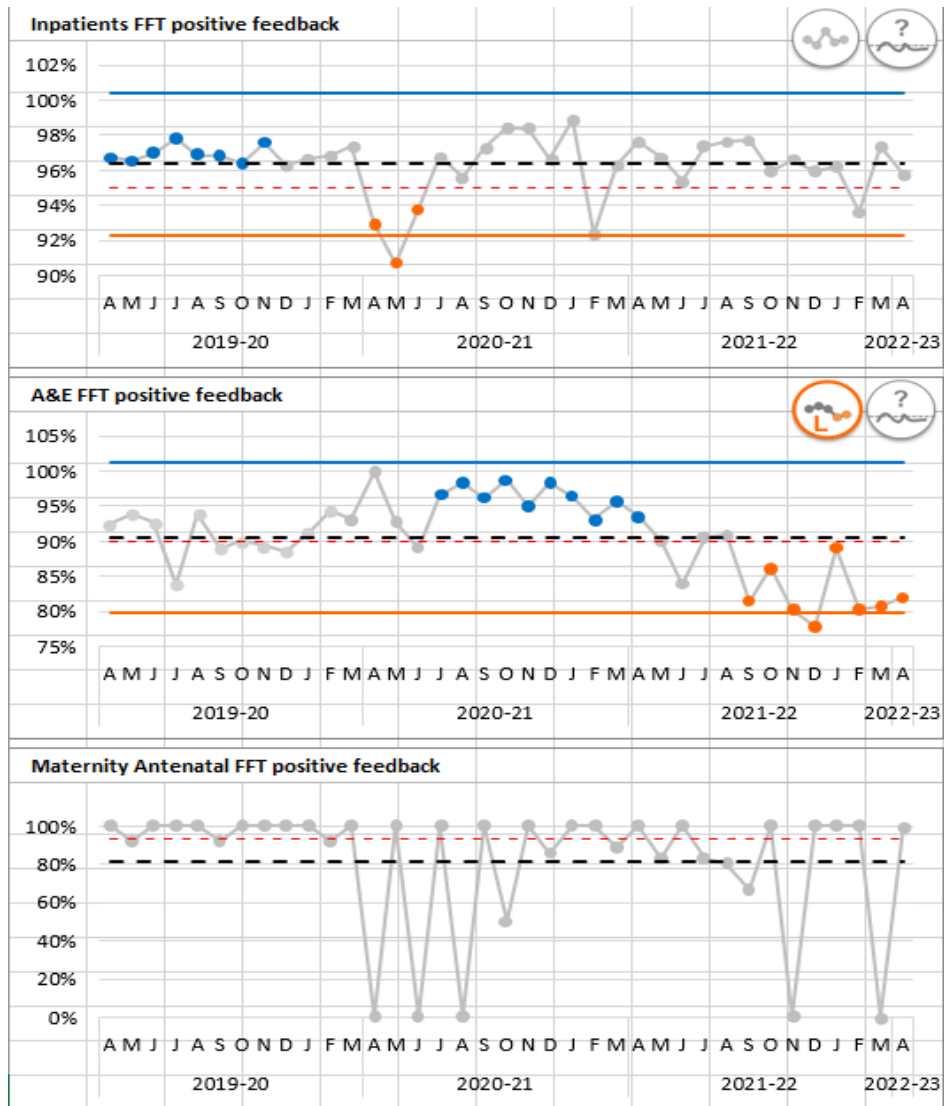 Inpatients FFT positive feedback
?
102%
100%
98%
96%
94%
92%
90%
A M J J A S O N D J F M A M J J A S O N D J F M A M J J A S O N D J F M A
2019-20 2020-21 2021-22 2022-23
A&E FFT positive feedback
L ?
105%
100%
95%
90%
85%
80%
75%
A M J J A S O N D J F M A M J J A S O N D J F M A M J J A S O N D J F M A
2019-20 2020-21 2021-22 2022-23
Maternity Antenatal FFT positive feedback
100%
80%
60%
40%
20%
0%
A M J J A S O N D J F M A M J J A S O N D J F M A M J J A S O N D J F M A
2019-20 2020-21 2021-22 2022-23